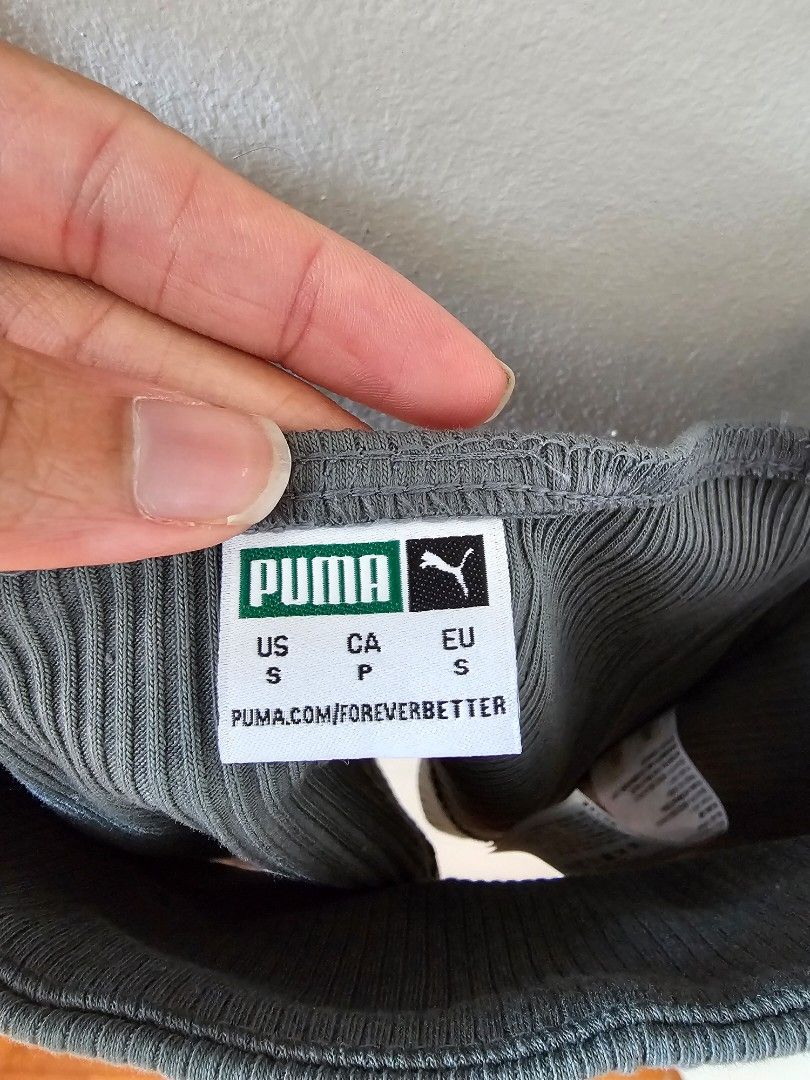 PUMA
US CA EU
S P S
PUMA.COM/FOREVERBETTER